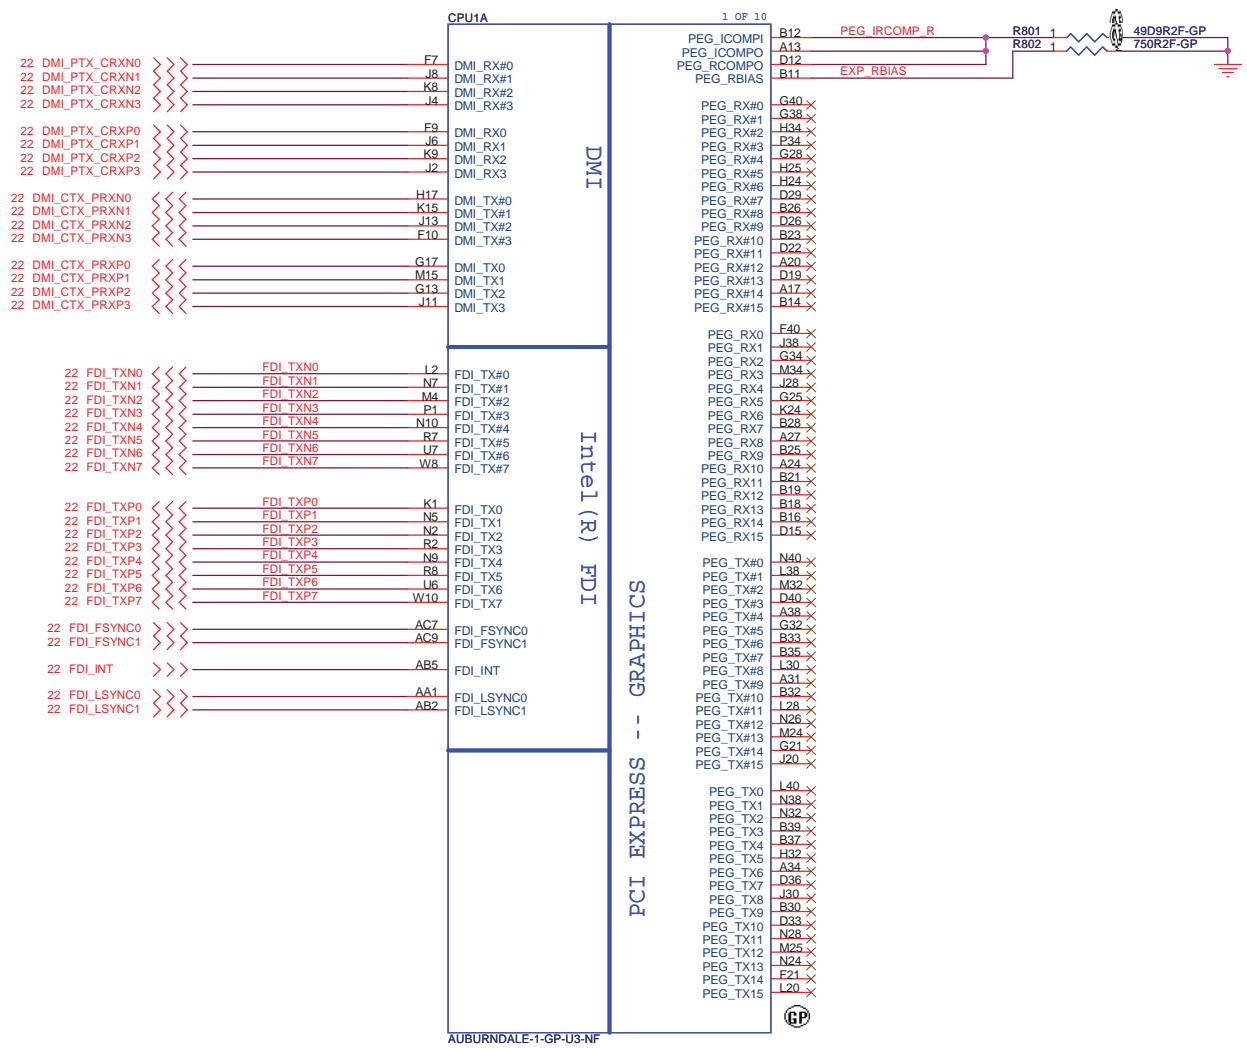 CPU1A
1 OF 10
22 DMI_PTX_CRXN0 F7 DMI_RX#0
22 DMI_PTX_CRXN1 J8 DMI_RX#1
22 DMI_PTX_CRXN2 K8 DMI_RX#2
22 DMI_PTX_CRXN3 J4 DMI_RX#3
22 DMI_PTX_CRXP0 F9 DMI_RX0
22 DMI_PTX_CRXP1 J6 DMI_RX1
22 DMI_PTX_CRXP2 K9 DMI_RX2
22 DMI_PTX_CRXP3 J2 DMI_RX3
22 DMI_CTX_PRXN0 H17 DMI_TX#0
22 DMI_CTX_PRXN1 K15 DMI_TX#1
22 DMI_CTX_PRXN2 J13 DMI_TX#2
22 DMI_CTX_PRXN3 F10 DMI_TX#3
22 DMI_CTX_PRXP0 G17 DMI_TX0
22 DMI_CTX_PRXP1 M15 DMI_TX1
22 DMI_CTX_PRXP2 G13 DMI_TX2
22 DMI_CTX_PRXP3 J11 DMI_TX3
DMI
22 FDI_TXN0 FDI_TXN0 L2 FDI_TX#0
22 FDI_TXN1 FDI_TXN1 N7 FDI_TX#1
22 FDI_TXN2 FDI_TXN2 M4 FDI_TX#2
22 FDI_TXN3 FDI_TXN3 P1 FDI_TX#3
22 FDI_TXN4 FDI_TXN4 N10 FDI_TX#4
22 FDI_TXN5 FDI_TXN5 R7 FDI_TX#5
22 FDI_TXN6 FDI_TXN6 U7 FDI_TX#6
22 FDI_TXN7 FDI_TXN7 W8 FDI_TX#7
22 FDI_TXP0 FDI_TXP0 K1 FDI_TX0
22 FDI_TXP1 FDI_TXP1 N5 FDI_TX1
22 FDI_TXP2 FDI_TXP2 N2 FDI_TX2
22 FDI_TXP3 FDI_TXP3 R2 FDI_TX3
22 FDI_TXP4 FDI_TXP4 N9 FDI_TX4
22 FDI_TXP5 FDI_TXP5 R8 FDI_TX5
22 FDI_TXP6 FDI_TXP6 U6 FDI_TX6
22 FDI_TXP7 FDI_TXP7 W10 FDI_TX7
22 FDI_FSYNC0 AC7 FDI_FSYNC0
22 FDI_FSYNC1 AC9 FDI_FSYNC1
22 FDI_INT AB5 FDI_INT
22 FDI_LSYNC0 AA1 FDI_LSYNC0
22 FDI_LSYNC1 AB2 FDI_LSYNC1
Intel(R) FDI
PCI EXPRESS -- GRAPHICS
PEG_ICOMPI B12 PEG_IRCOMP_R R801 1 49D9R2F-GP
PEG_ICOMPO A13 R802 1 750R2F-GP
PEG_RCOMPO D12
PEG_RBIAS B11 EXP_RBIAS
PEG_RX#0 G40
PEG_RX#1 G38
PEG_RX#2 H34
PEG_RX#3 P34
PEG_RX#4 G28
PEG_RX#5 H25
PEG_RX#6 H24
PEG_RX#7 D29
PEG_RX#8 B26
PEG_RX#9 D26
PEG_RX#10 B23
PEG_RX#11 D22
PEG_RX#12 A20
PEG_RX#13 D19
PEG_RX#14 A17
PEG_RX#15 B14
PEG_RX0 F40
PEG_RX1 J38
PEG_RX2 G34
PEG_RX3 M34
PEG_RX4 J28
PEG_RX5 G25
PEG_RX6 K24
PEG_RX7 B28
PEG_RX8 A27
PEG_RX9 B25
PEG_RX10 A24
PEG_RX11 B21
PEG_RX12 B19
PEG_RX13 B18
PEG_RX14 B16
PEG_RX15 D15
PEG_TX#0 N40
PEG_TX#1 L38
PEG_TX#2 M32
PEG_TX#3 D40
PEG_TX#4 A38
PEG_TX#5 G32
PEG_TX#6 B33
PEG_TX#7 B35
PEG_TX#8 L30
PEG_TX#9 A31
PEG_TX#10 B32
PEG_TX#11 L28
PEG_TX#12 N26
PEG_TX#13 M24
PEG_TX#14 G21
PEG_TX#15 J20
PEG_TX0 L40
PEG_TX1 N38
PEG_TX2 N32
PEG_TX3 B39
PEG_TX4 B37
PEG_TX5 H32
PEG_TX6 A34
PEG_TX7 D36
PEG_TX8 J30
PEG_TX9 B30
PEG_TX10 D33
PEG_TX11 N28
PEG_TX12 M25
PEG_TX13 N24
PEG_TX14 F21
PEG_TX15 L20
GP
AUBURNDALE-1-GP-U3-NF